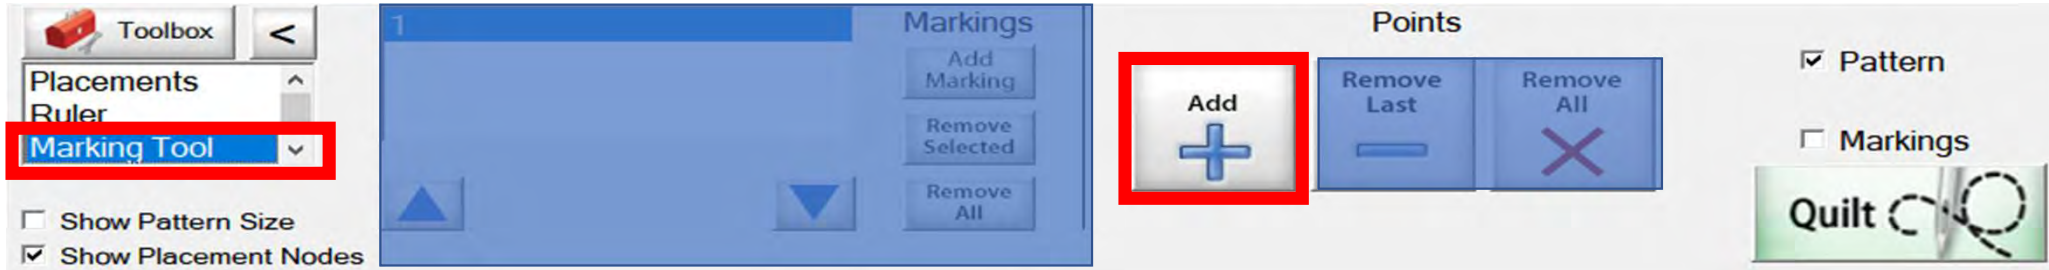 Toolbox <
Placements
Ruler
Marking Tool
Show Pattern Size
Show Placement Nodes
1
Markings
Add
Marking
Remove
Selected
Remove
All
Points
Add
Remove
Last
Remove
All
Pattern
Markings
Quilt